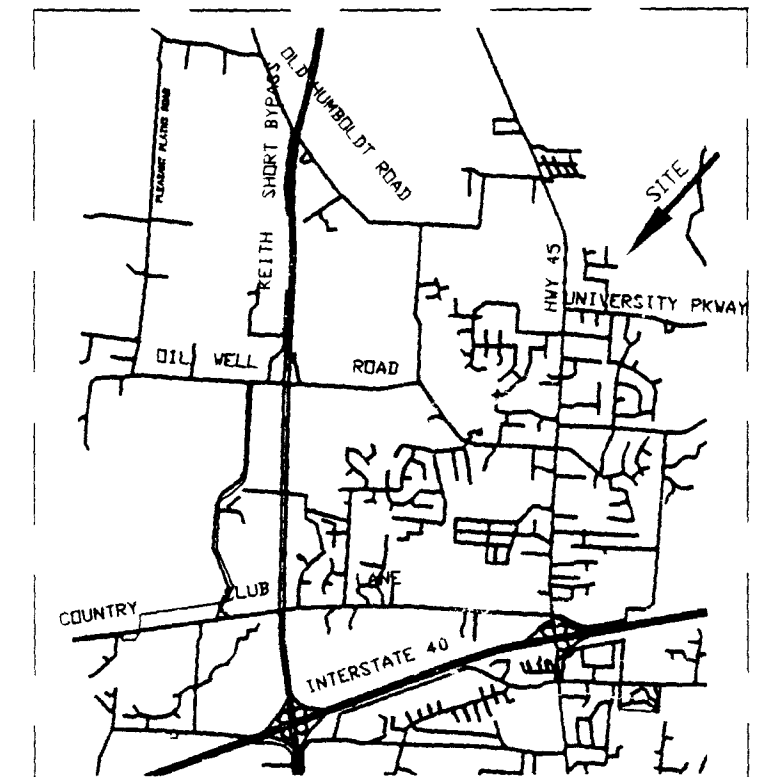 OLD HUMBOLDT ROAD
KEITH SHORT BYPASS
PLEASANT PLAINS ROAD
SITE
HWY 45
UNIVERSITY PKWAY
OIL WELL ROAD
COUNTRY CLUB LANE
INTERSTATE 40